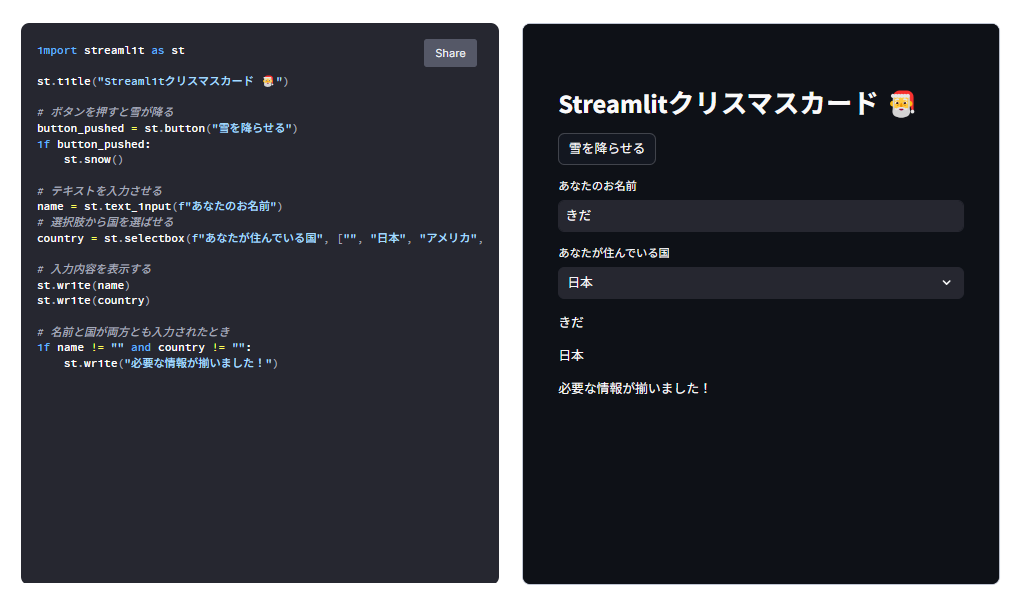 import streamlit as st
Share
st.title("Streamlitクリスマスカード 🎅")
# ボタンを押すと雪が降る
button_pushed = st.button("雪を降らせる")
if button_pushed:
st.snow()
# テキストを入力させる
name = st.text_input(f"あなたのお名前")
# 選択肢から国を選ばせる
country = st.selectbox(f"あなたが住んでいる国", ["", "日本", "アメリカ",
# 入力内容を表示する
st.write(name)
st.write(country)
# 名前と国が両方とも入力されたとき
if name != "" and country != "":
st.write("必要な情報が揃いました！")
Streamlitクリスマスカード 🎅
雪を降らせる
あなたのお名前
きだ
あなたが住んでいる国
日本
きだ
日本
必要な情報が揃いました！